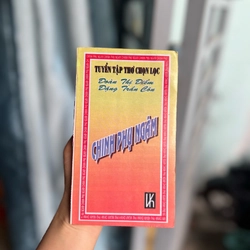 TUYỂN TẬP THƠ CHỌN LỌC
Đoàn Thị Điểm
Đặng Trần Côn
CHINH PHỤ NGÂM